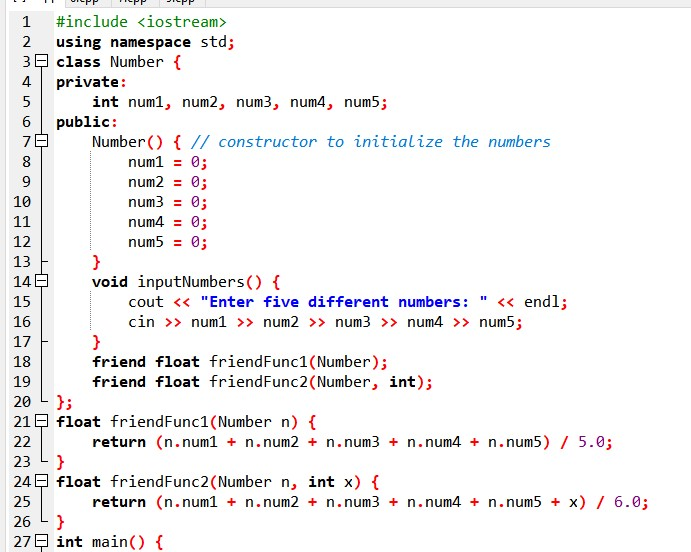 1 #include <iostream>
2 using namespace std;
3 class Number {
4 private:
5     int num1, num2, num3, num4, num5;
6 public:
7     Number() { // constructor to initialize the numbers
8         num1 = 0;
9         num2 = 0;
10         num3 = 0;
11         num4 = 0;
12         num5 = 0;
13     }
14     void inputNumbers() {
15         cout << "Enter five different numbers: " << endl;
16         cin >> num1 >> num2 >> num3 >> num4 >> num5;
17     }
18     friend float friendFunc1(Number);
19     friend float friendFunc2(Number, int);
20 };
21 float friendFunc1(Number n) {
22     return (n.num1 + n.num2 + n.num3 + n.num4 + n.num5) / 5.0;
23 }
24 float friendFunc2(Number n, int x) {
25     return (n.num1 + n.num2 + n.num3 + n.num4 + n.num5 + x) / 6.0;
26 }
27 int main() {